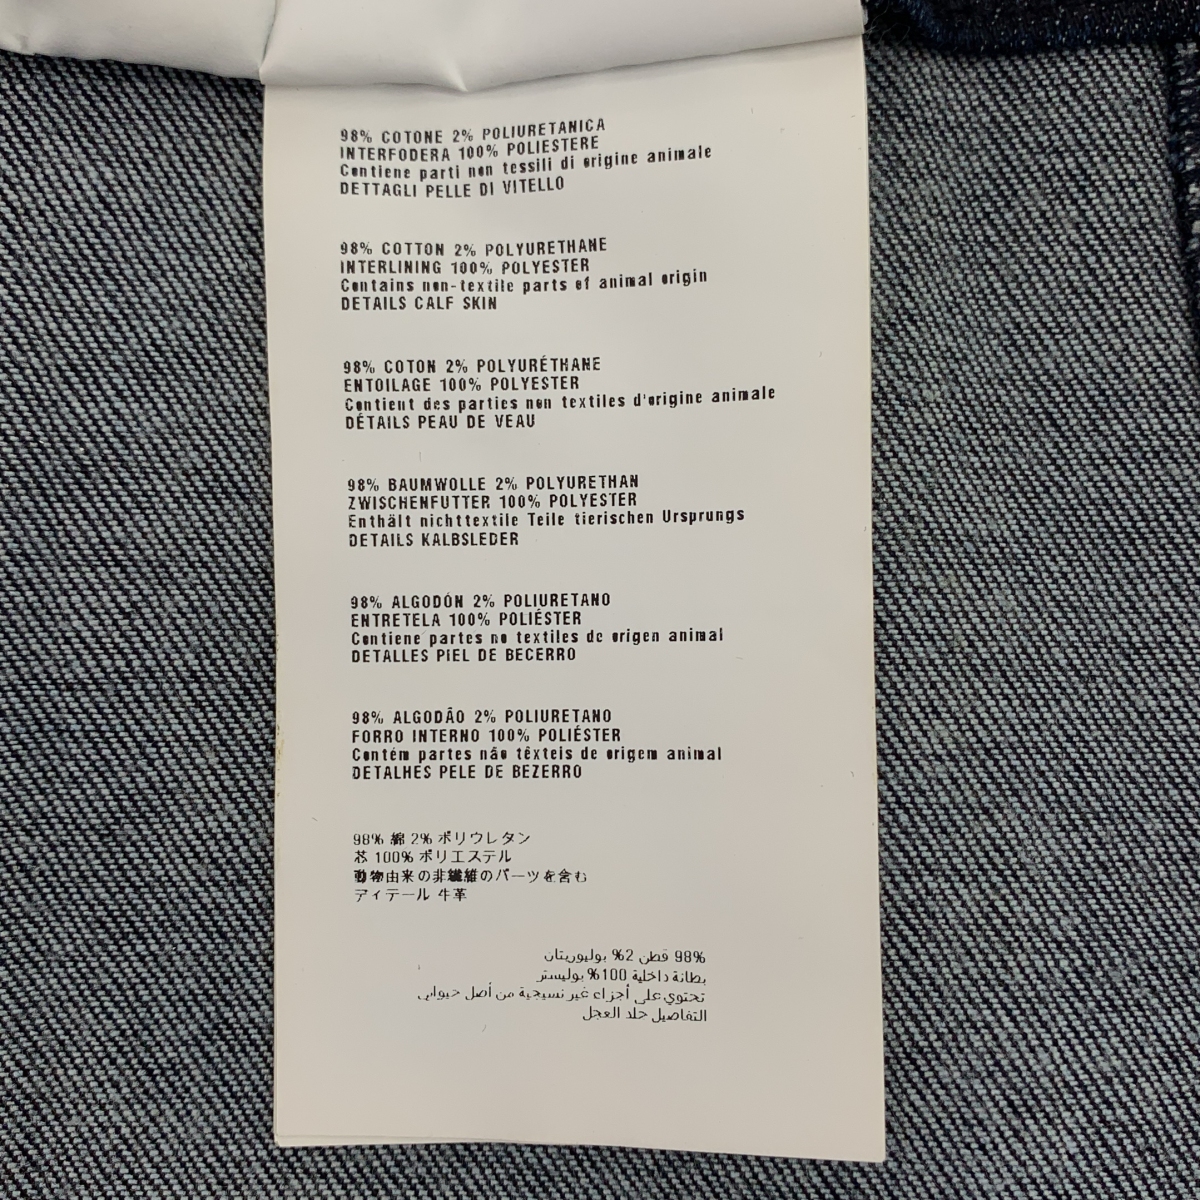 98% COTONE 2% POLIURETANICA
INTERFODERA 100% POLIESTERE
Contiene parti non tessili di origine animale
DETTAGLI PELLE DI VITELLO
98% COTTON 2% POLYURETHANE
INTERLINING 100% POLYESTER
Contains non-textile parts of animal origin
DETAILS CALF SKIN
98% COTON 2% POLYURÉTHANE
ENTOILAGE 100% POLYESTER
Contient des parties non textiles d'origine animale
DÉTAILS PEAU DE VEAU
98% BAUMWOLLE 2% POLYURETHAN
ZWISCHENFUTTER 100% POLYESTER
Enthält nichttextile Teile tierischen Ursprungs
DETAILS KALBSLEDER
98% ALGODÓN 2% POLIURETANO
ENTRETELA 100% POLIÉSTER
Contiene partes no textiles de origen animal
DETALLES PIEL DE BECERRO
98% ALGODÃO 2% POLIURETANO
FORRO INTERNO 100% POLIÉSTER
Contém partes não têxteis de origem animal
DETALHES PELE DE BEZERRO
98% 綿 2% ポリウレタン
芯 100% ポリエステル
動物由来の非繊維のパーツを含む
ディテール 牛革
98% قطن 2% بوليوريتان
بطانة داخلية 100% بوليستر
تحتوي على أجزاء غير نسيجية من أصل حيواني
التفاصيل جلد العجل